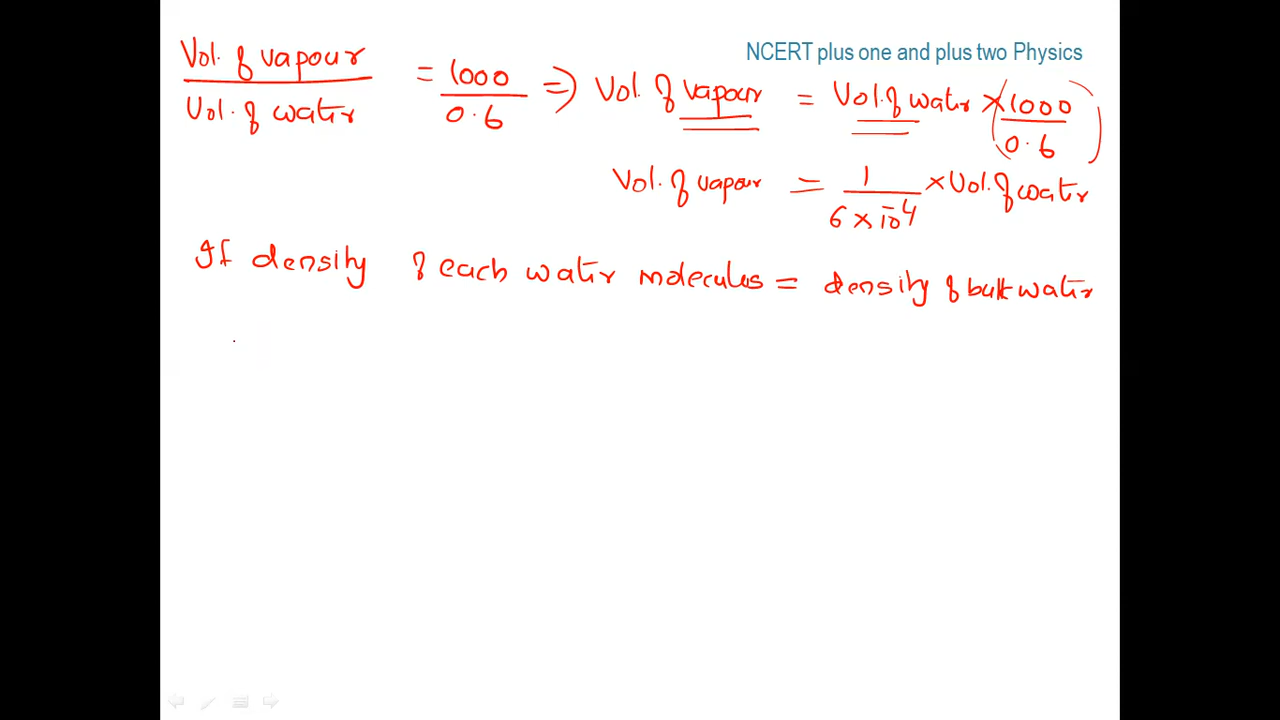 NCERT plus one and plus two Physics
Vol. of vapour / Vol. of water = 1000 / 0.6 ⇒ Vol. of vapour = Vol. of water × (1000 / 0.6)
Vol. of vapour = 1 / 6 × 10⁻⁴ × Vol. of water
If density of each water molecules = density of bulk water